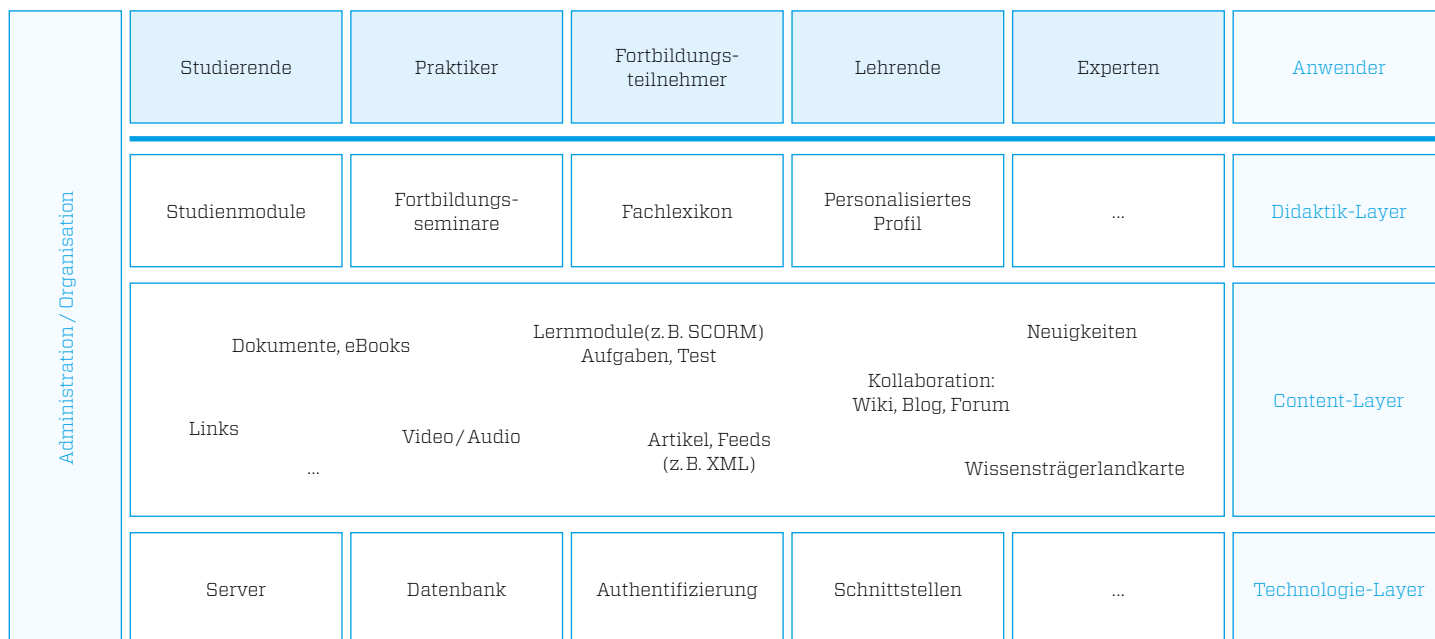 Administration / Organisation
Studierende
Praktiker
Fortbildungs-
teilnehmer
Lehrende
Experten
Anwender
Studienmodule
Fortbildungs-
seminare
Fachlexikon
Personalisiertes
Profil
...
Didaktik-Layer
Dokumente, eBooks
Lernmodule(z. B. SCORM)
Aufgaben, Test
Neuigkeiten
Kollaboration:
Wiki, Blog, Forum
Links
Video / Audio
Artikel, Feeds
(z. B. XML)
...
Wissensträgerlandkarte
Content-Layer
Server
Datenbank
Authentifizierung
Schnittstellen
...
Technologie-Layer